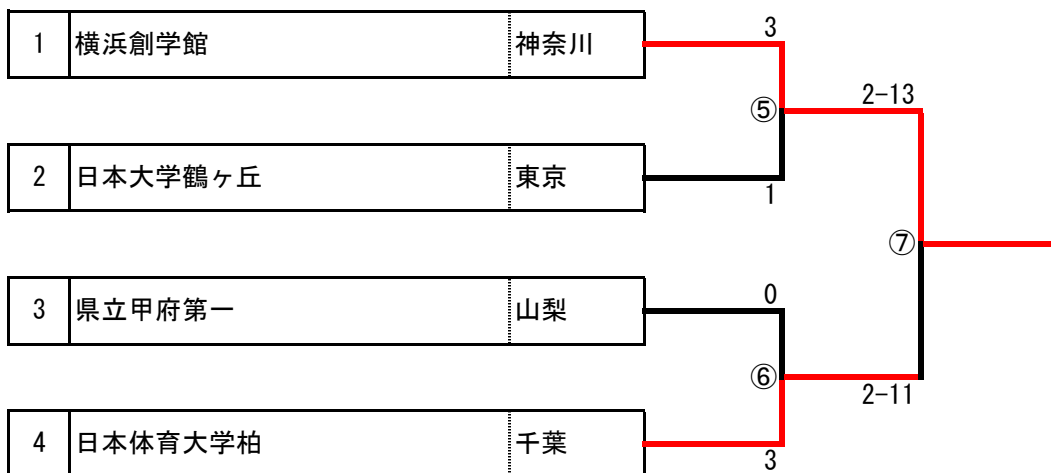 1 横浜創学館 神奈川
3
⑤
2-13
2 日本大学鶴ヶ丘 東京
1
⑦
3 県立甲府第一 山梨
0
⑥
2-11
4 日本体育大学柏 千葉
3